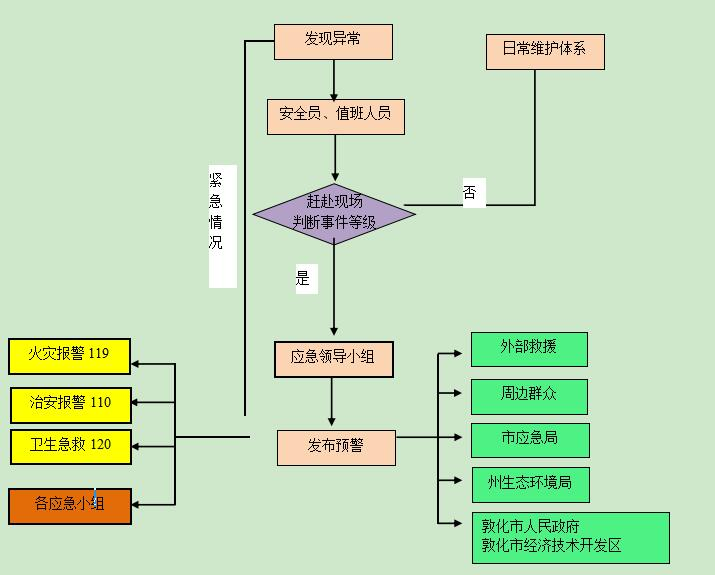 发现异常
日常维护体系
安全员、值班人员
紧急情况
赶赴现场
判断事件等级
否
是
应急领导小组
发布预警
火灾报警 119
治安报警 110
卫生急救 120
各应急小组
外部救援
周边群众
市应急局
州生态环境局
敦化市人民政府
敦化市经济技术开发区